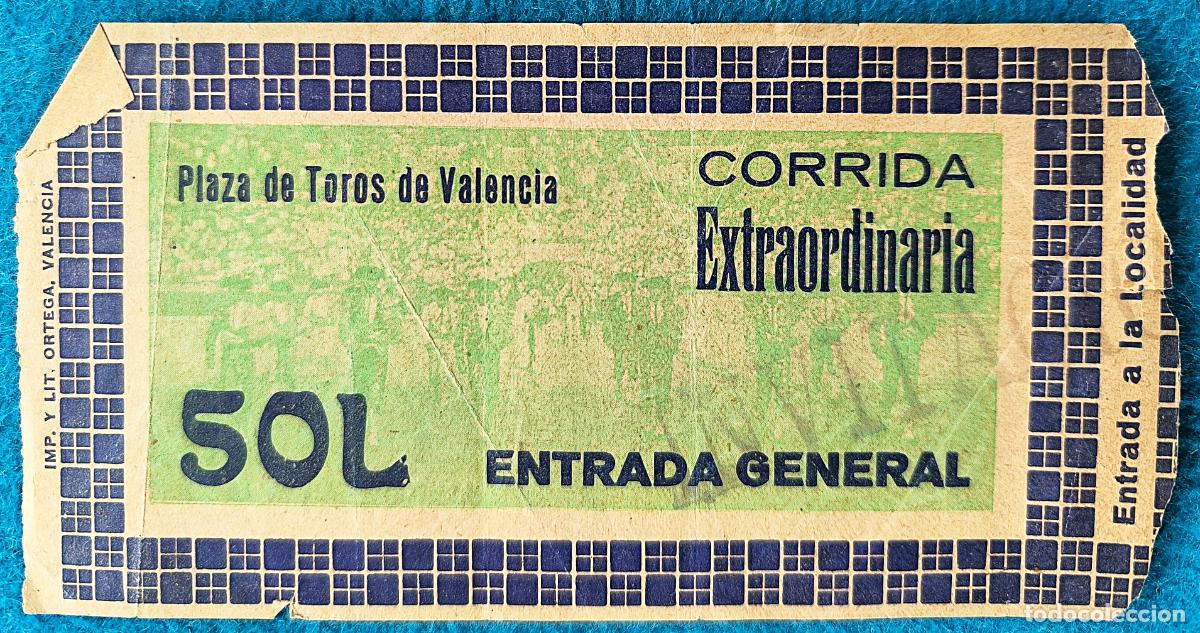 Plaza de Toros de Valencia
CORRIDA
Extraordinaria
SOL
ENTRADA GENERAL
IMP. Y LIT. ORTEGA, VALENCIA
Entrada a la Localidad
todocoleccion